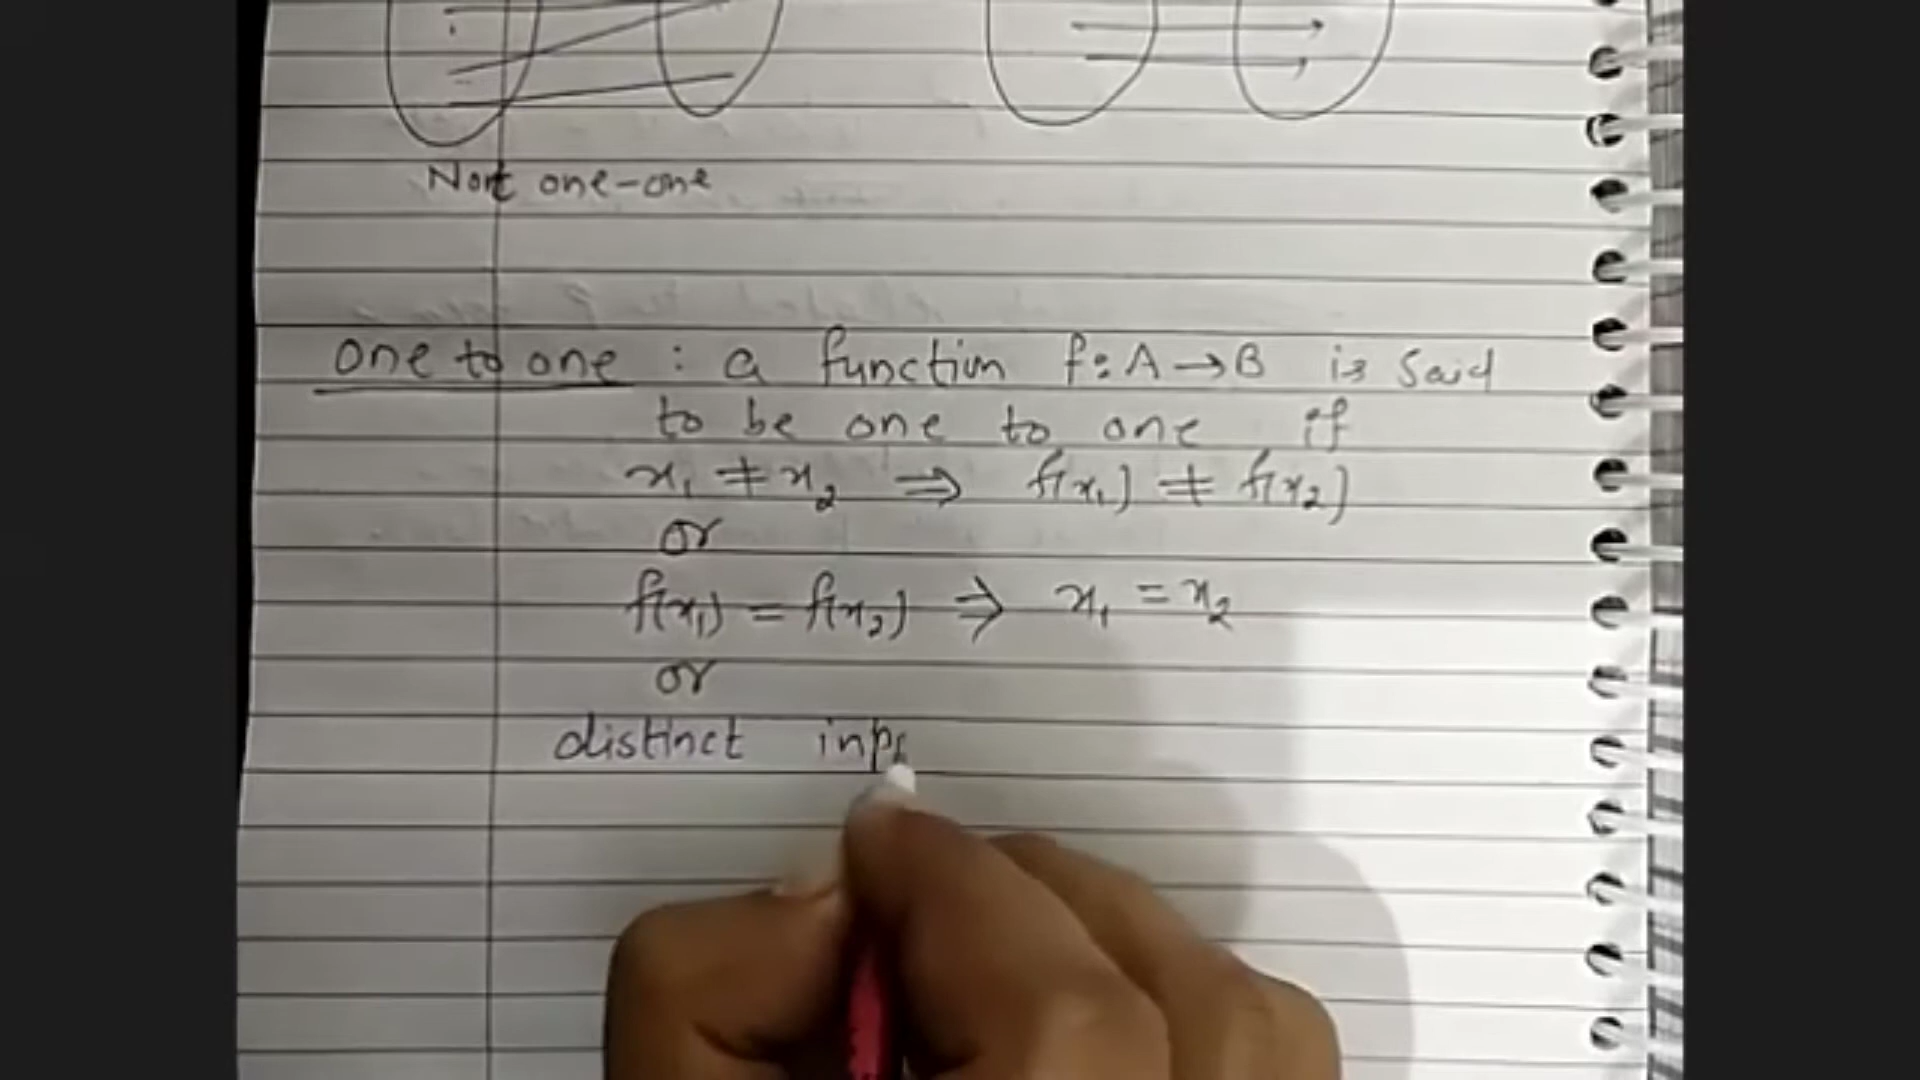 Not one-one
one to one : a function f: A → B is said
to be one to one if
x₁ ≠ x₂ ⇒ f(x₁) ≠ f(x₂)
or
f(x₁) = f(x₂) ⇒ x₁ = x₂
or
distinct inp